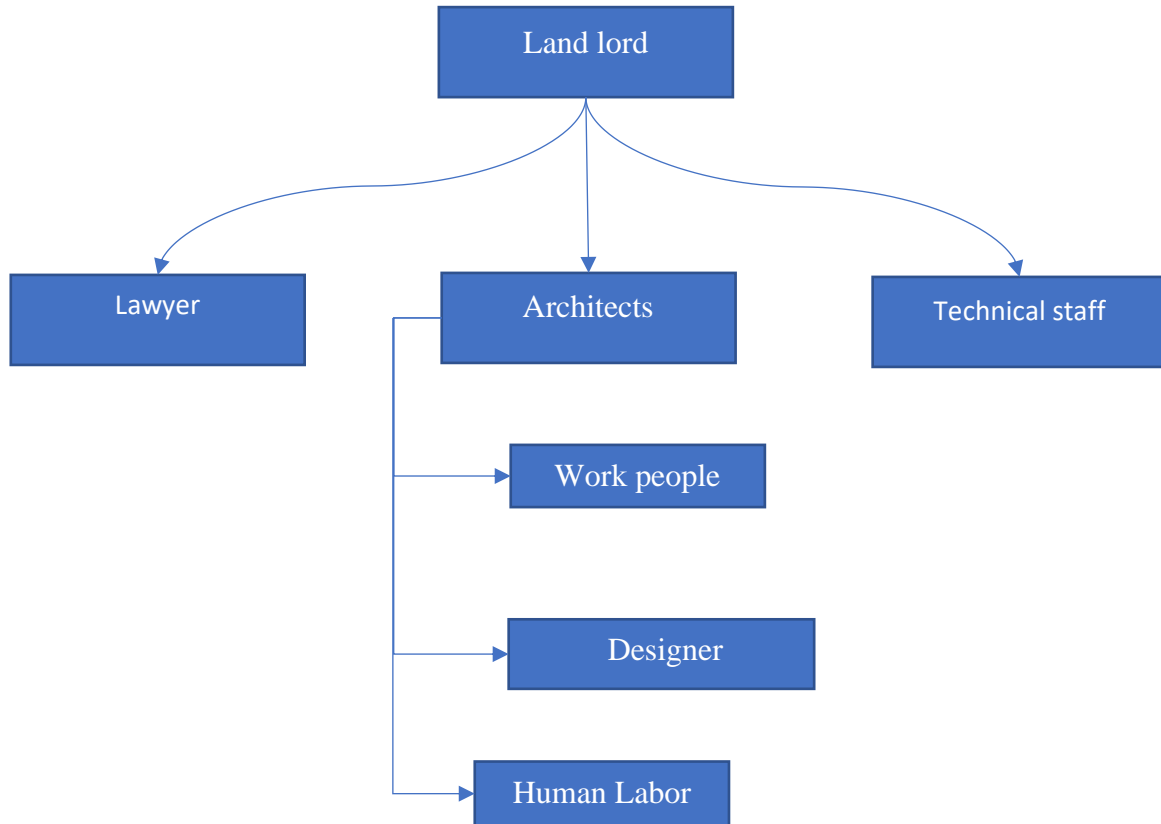 Land lord
Lawyer
Architects
Technical staff
Work people
Designer
Human Labor